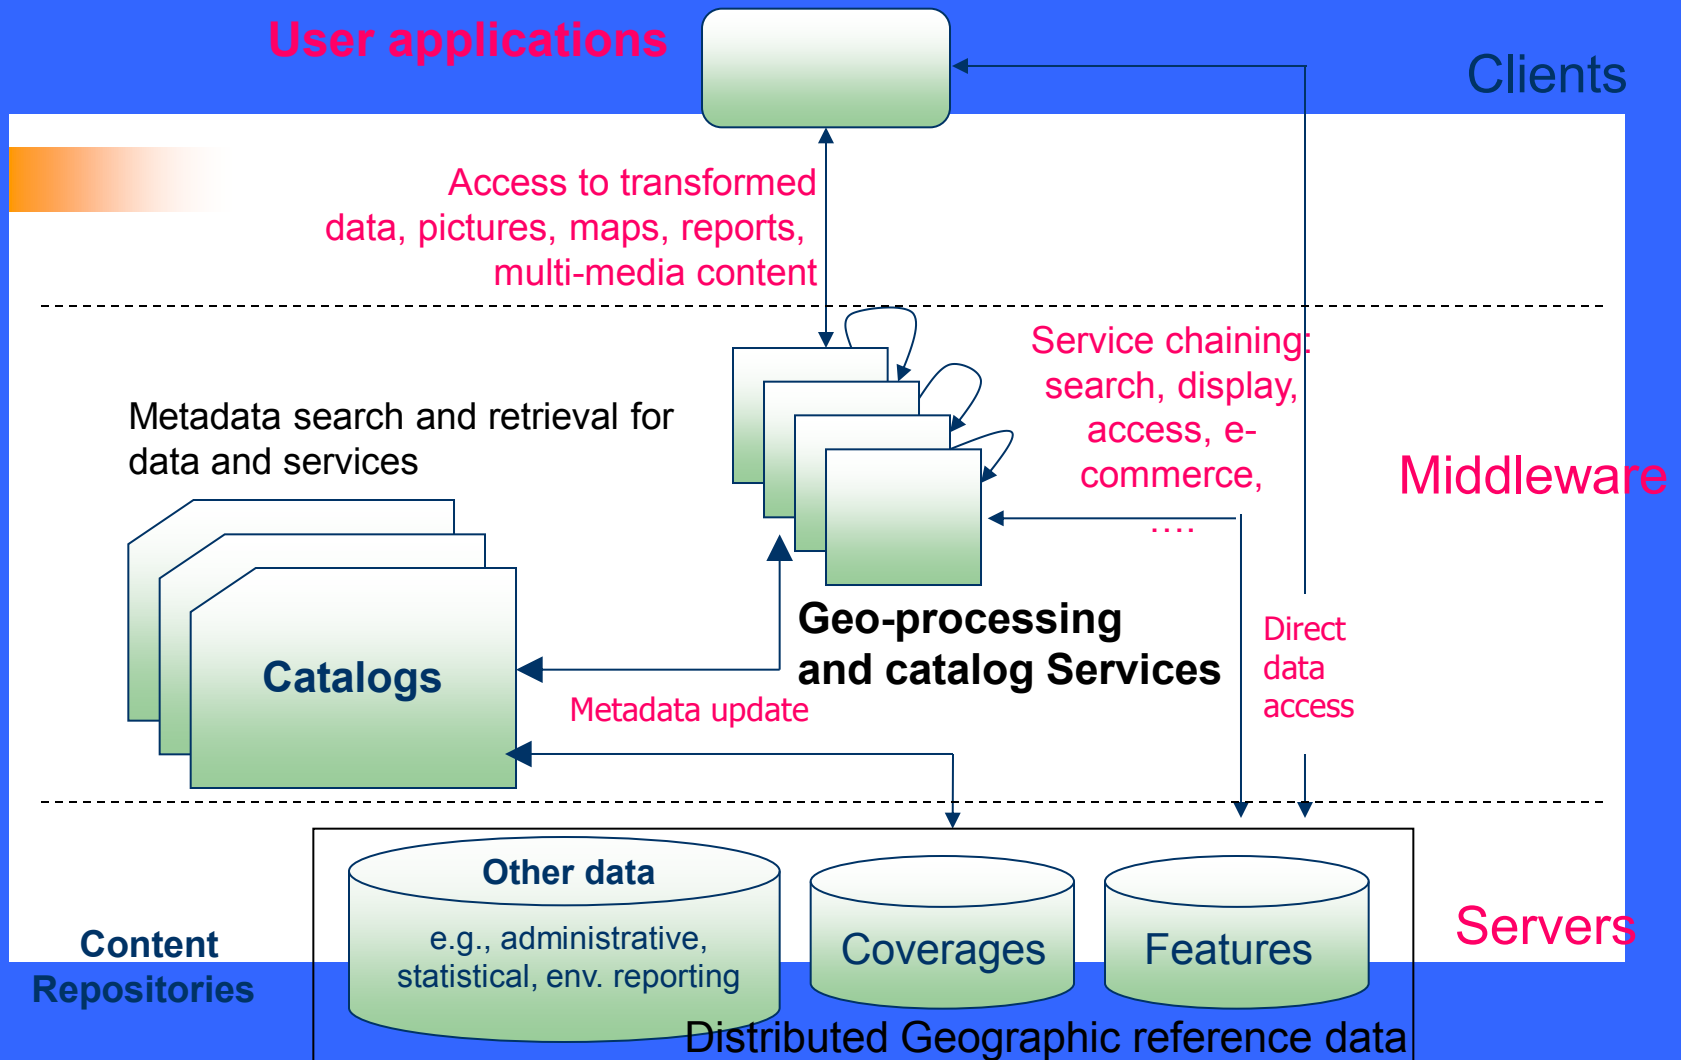 User applications
Clients
Access to transformed
data, pictures, maps, reports,
multi-media content
Service chaining:
search, display,
access, e-
commerce,
....
Metadata search and retrieval for
data and services
Middleware
Catalogs
Geo-processing
and catalog Services
Direct
data
access
Metadata update
Other data
e.g., administrative,
statistical, env. reporting
Coverages
Features
Servers
Content
Repositories
Distributed Geographic reference data